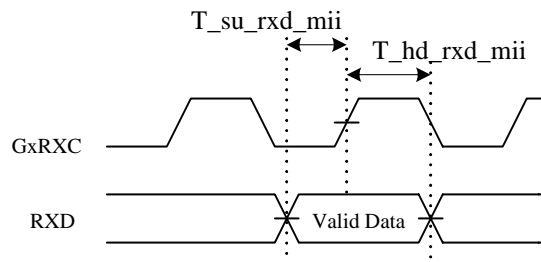 T_su_rxd_mii
T_hd_rxd_mii
GxRXC
RXD
Valid Data